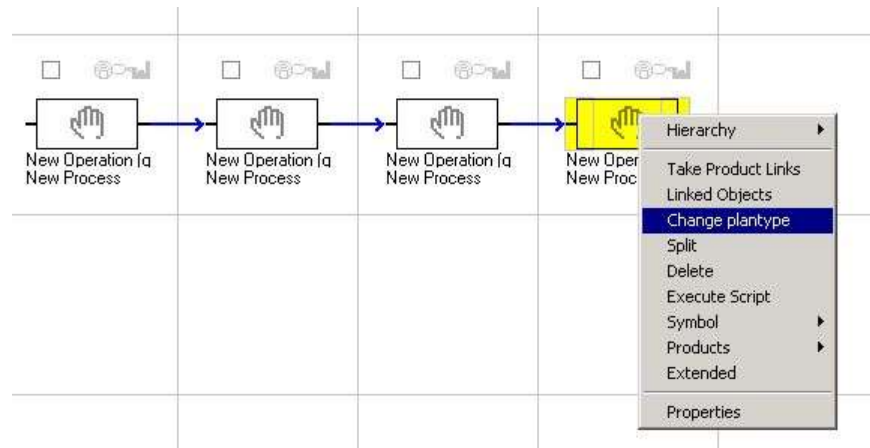 New Operation (g
New Process
New Operation (g
New Process
New Operation (g
New Process
New Oper
New Proc
Hierarchy
Take Product Links
Linked Objects
Change plantype
Split
Delete
Execute Script
Symbol
Products
Extended
Properties